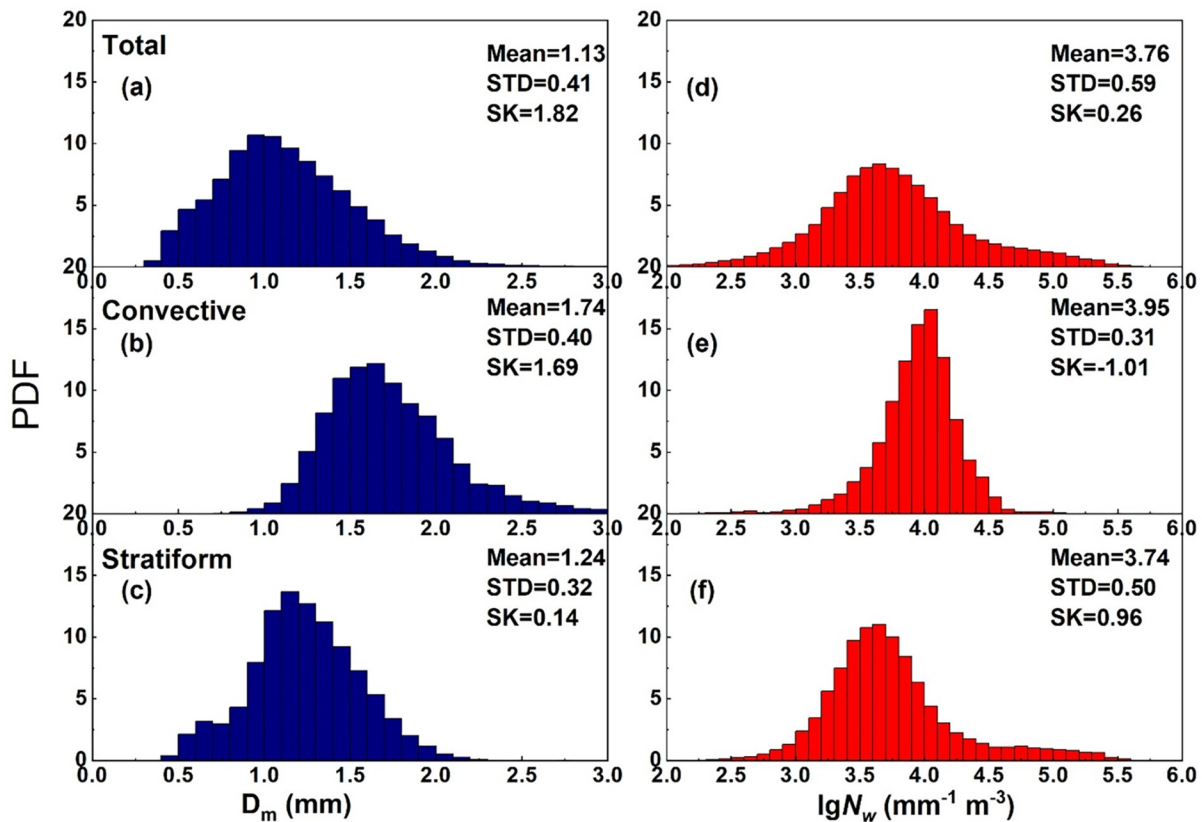 PDF
20
Total
(a)
Mean=1.13
STD=0.41
SK=1.82
15
10
5
20
0.0 0.5 1.0 1.5 2.0 2.5 3.0
Convective
(b)
Mean=1.74
STD=0.40
SK=1.69
15
10
5
20
0.0 0.5 1.0 1.5 2.0 2.5 3.0
Stratiform
(c)
Mean=1.24
STD=0.32
SK=0.14
15
10
5
0
0.0 0.5 1.0 1.5 2.0 2.5 3.0
Dm (mm)
20
(d)
Mean=3.76
STD=0.59
SK=0.26
15
10
5
20
2.0 2.5 3.0 3.5 4.0 4.5 5.0 5.5 6.0
(e)
Mean=3.95
STD=0.31
SK=-1.01
15
10
5
20
2.0 2.5 3.0 3.5 4.0 4.5 5.0 5.5 6.0
(f)
Mean=3.74
STD=0.50
SK=0.96
15
10
5
0
2.0 2.5 3.0 3.5 4.0 4.5 5.0 5.5 6.0
lgNw (mm-1 m-3)